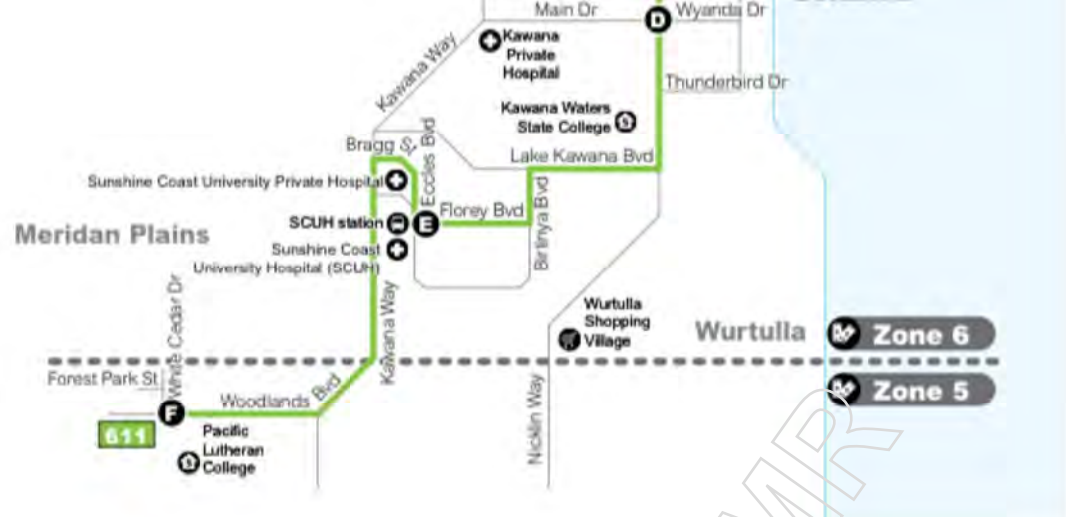 Main Dr
Wyanda Dr
D
Kawana
Private
Hospital
Kawana Way
Thunderbird Dr
Kawana Waters
State College
S
Bragg St
Eccles Bvd
Lake Kawana Bvd
Sunshine Coast University Private Hospital
SCUH station
E
Florey Bvd
Birtinya Bvd
Meridan Plains
Sunshine Coast
University Hospital (SCUH)
White Cedar Dr
Kawana Way
Wurtulla
Shopping
Village
Wurtulla
Zone 6
Forest Park St
Zone 5
Woodlands Bvd
F
611
Pacific
Lutheran
College
S
Nicklin Way
MR